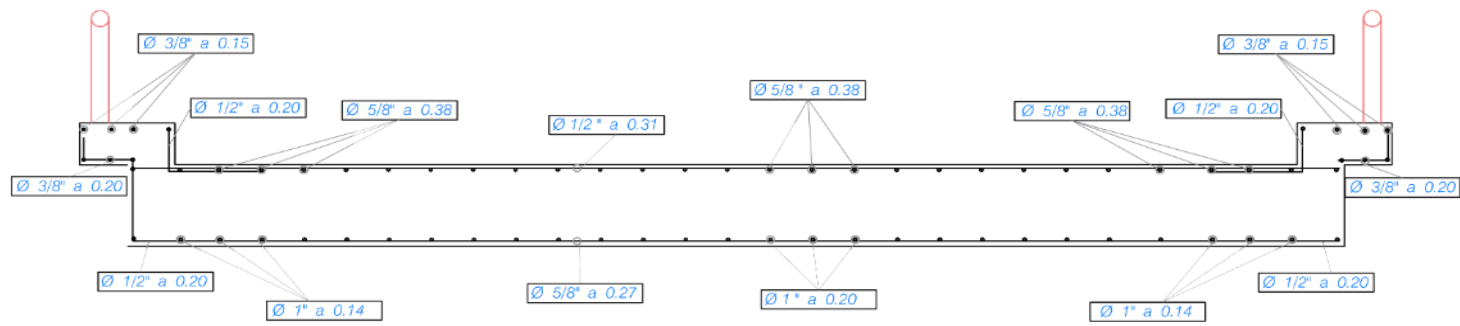 Ø 3/8" a 0.15
Ø 3/8" a 0.15
Ø 1/2" a 0.20
Ø 5/8" a 0.38
Ø 5/8" a 0.38
Ø 5/8" a 0.38
Ø 1/2" a 0.20
Ø 1/2" a 0.31
Ø 3/8" a 0.20
Ø 3/8" a 0.20
Ø 1/2" a 0.20
Ø 5/8" a 0.27
Ø 1" a 0.20
Ø 1/2" a 0.20
Ø 1" a 0.14
Ø 1" a 0.14